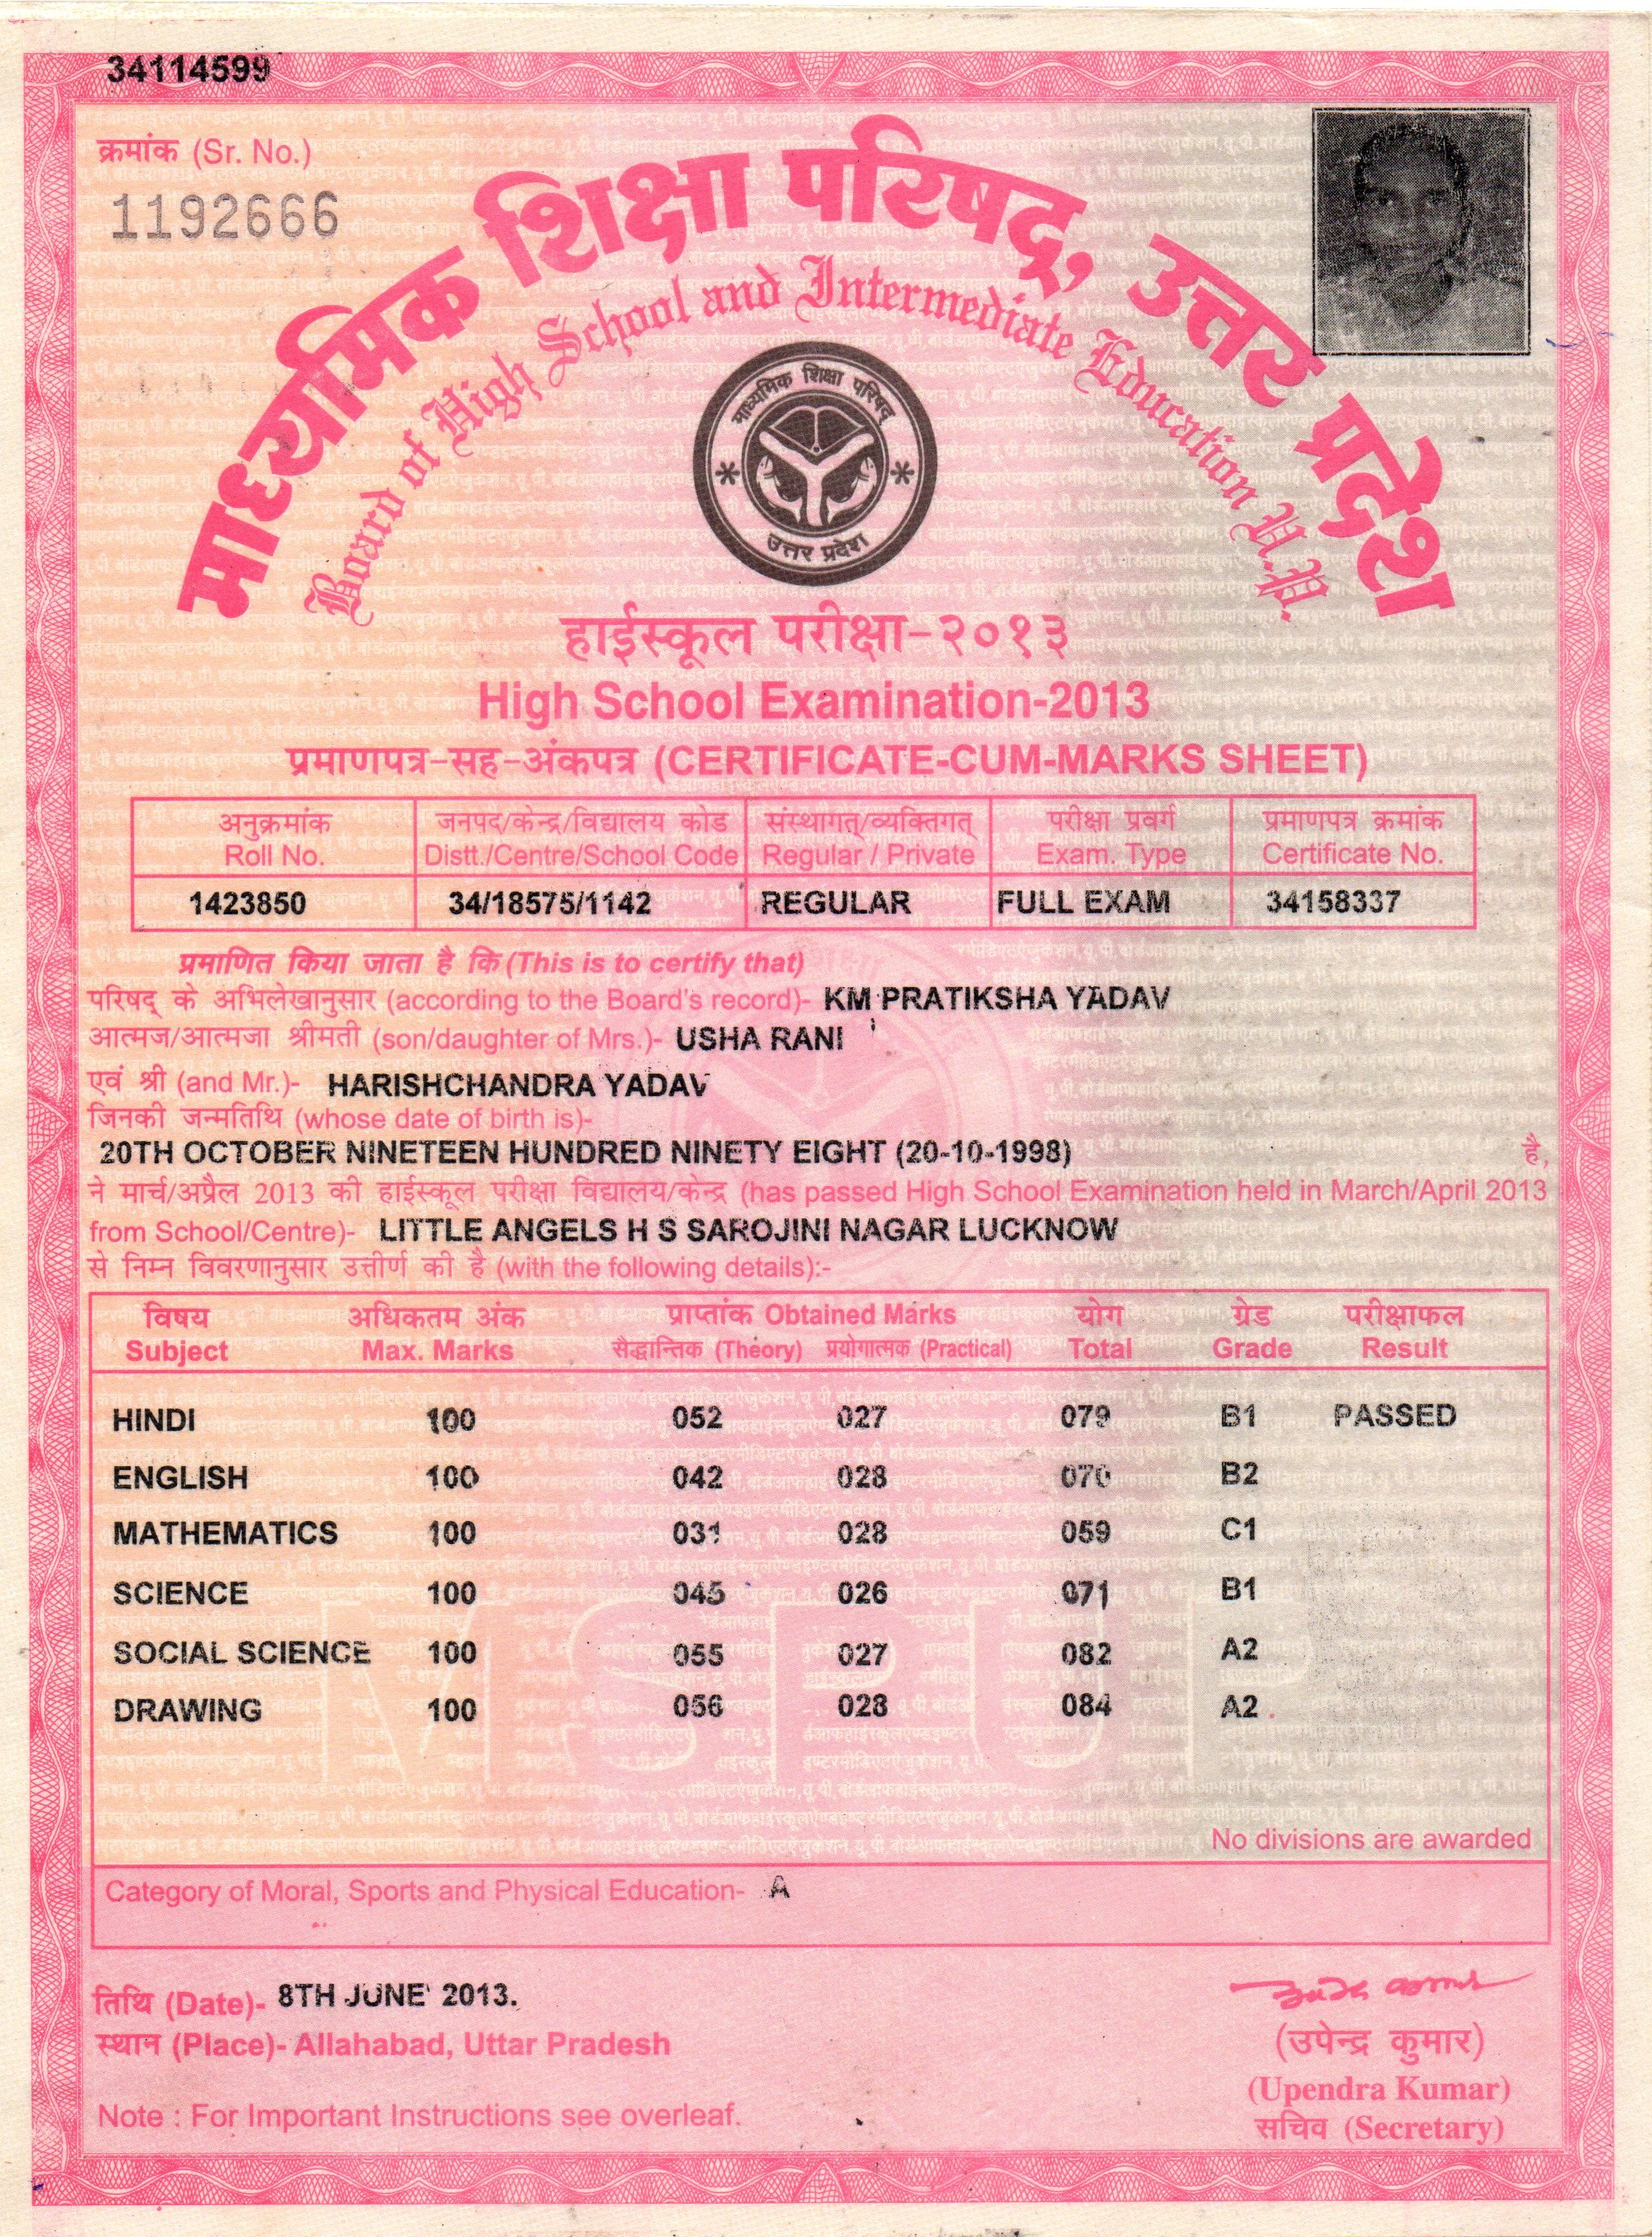 34114599
क्रमांक (Sr. No.)
1192666
माध्यमिक शिक्षा परिषद्, उत्तर प्रदेश
Board of High School and Intermediate Education U.P.
माध्यमिक शिक्षा परिषद्
उत्तर प्रदेश
हाईस्कूल परीक्षा-२०१३
High School Examination-2013
प्रमाणपत्र-सह-अंकपत्र (CERTIFICATE-CUM-MARKS SHEET)
अनुक्रमांक जनपद/केन्द्र/विद्यालय कोड संस्थागत्/व्यक्तिगत् परीक्षा प्रवर्ग प्रमाणपत्र क्रमांक
Roll No. Distt./Centre/School Code Regular / Private Exam. Type Certificate No.
1423850 34/18575/1142 REGULAR FULL EXAM 34158337
प्रमाणित किया जाता है कि (This is to certify that)
परिषद् के अभिलेखानुसार (according to the Board's record)- KM PRATIKSHA YADAV
आत्मज/आत्मजा श्रीमती (son/daughter of Mrs.)- USHA RANI
एवं श्री (and Mr.)- HARISHCHANDRA YADAV
जिनकी जन्मतिथि (whose date of birth is)-
20TH OCTOBER NINETEEN HUNDRED NINETY EIGHT (20-10-1998) है,
ने मार्च/अप्रैल 2013 की हाईस्कूल परीक्षा विद्यालय/केन्द्र (has passed High School Examination held in March/April 2013
from School/Centre)- LITTLE ANGELS H S SAROJINI NAGAR LUCKNOW
से निम्न विवरणानुसार उत्तीर्ण की है (with the following details):-
विषय अधिकतम अंक प्राप्तांक Obtained Marks योग ग्रेड परीक्षाफल
Subject Max. Marks सैद्धान्तिक (Theory) प्रयोगात्मक (Practical) Total Grade Result
HINDI 100 052 027 079 B1 PASSED
ENGLISH 100 042 028 070 B2
MATHEMATICS 100 031 028 059 C1
SCIENCE 100 045 026 071 B1
SOCIAL SCIENCE 100 055 027 082 A2
DRAWING 100 056 028 084 A2
No divisions are awarded
Category of Moral, Sports and Physical Education- A
तिथि (Date)- 8TH JUNE' 2013.
स्थान (Place)- Allahabad, Uttar Pradesh
(उपेन्द्र कुमार)
(Upendra Kumar)
Note : For Important Instructions see overleaf.
सचिव (Secretary)